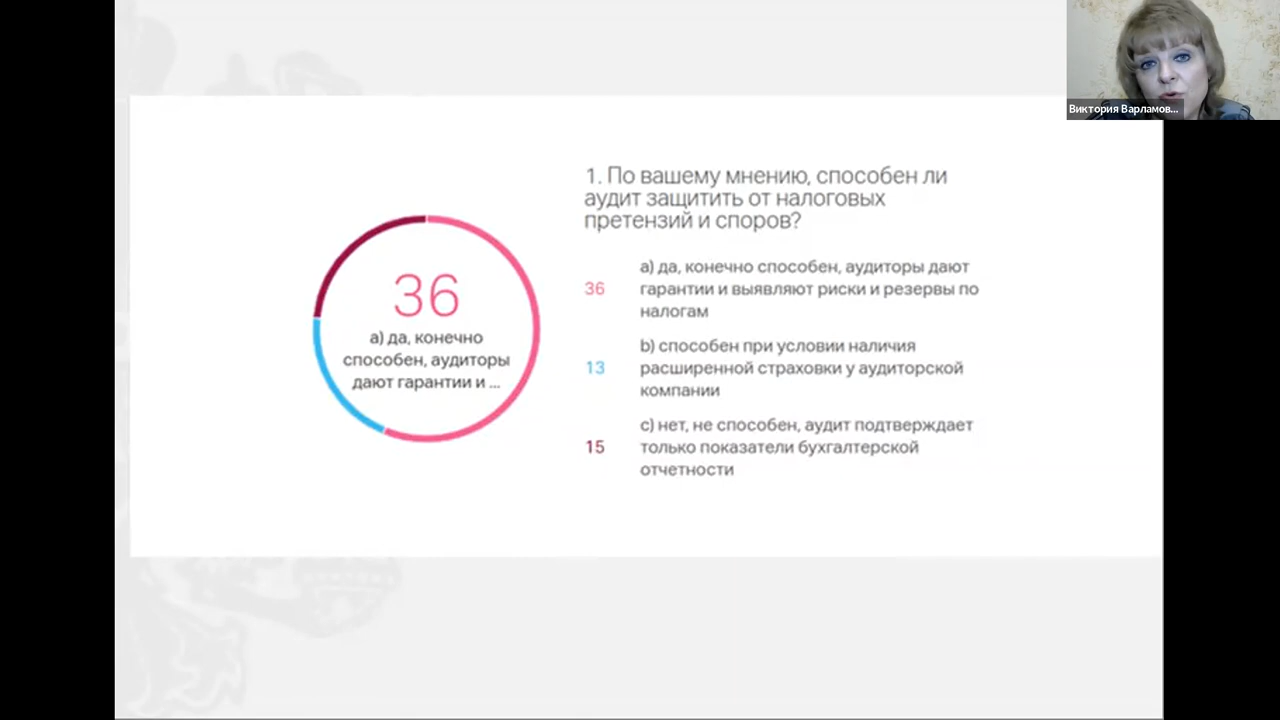 Виктория Варламов...
1. По вашему мнению, способен ли
аудит защитить от налоговых
претензий и споров?
36
а) да, конечно
способен, аудиторы
дают гарантии и ...
36
а) да, конечно способен, аудиторы дают
гарантии и выявляют риски и резервы по
налогам
13
b) способен при условии наличия
расширенной страховки у аудиторской
компании
15
с) нет, не способен, аудит подтверждает
только показатели бухгалтерской
отчетности